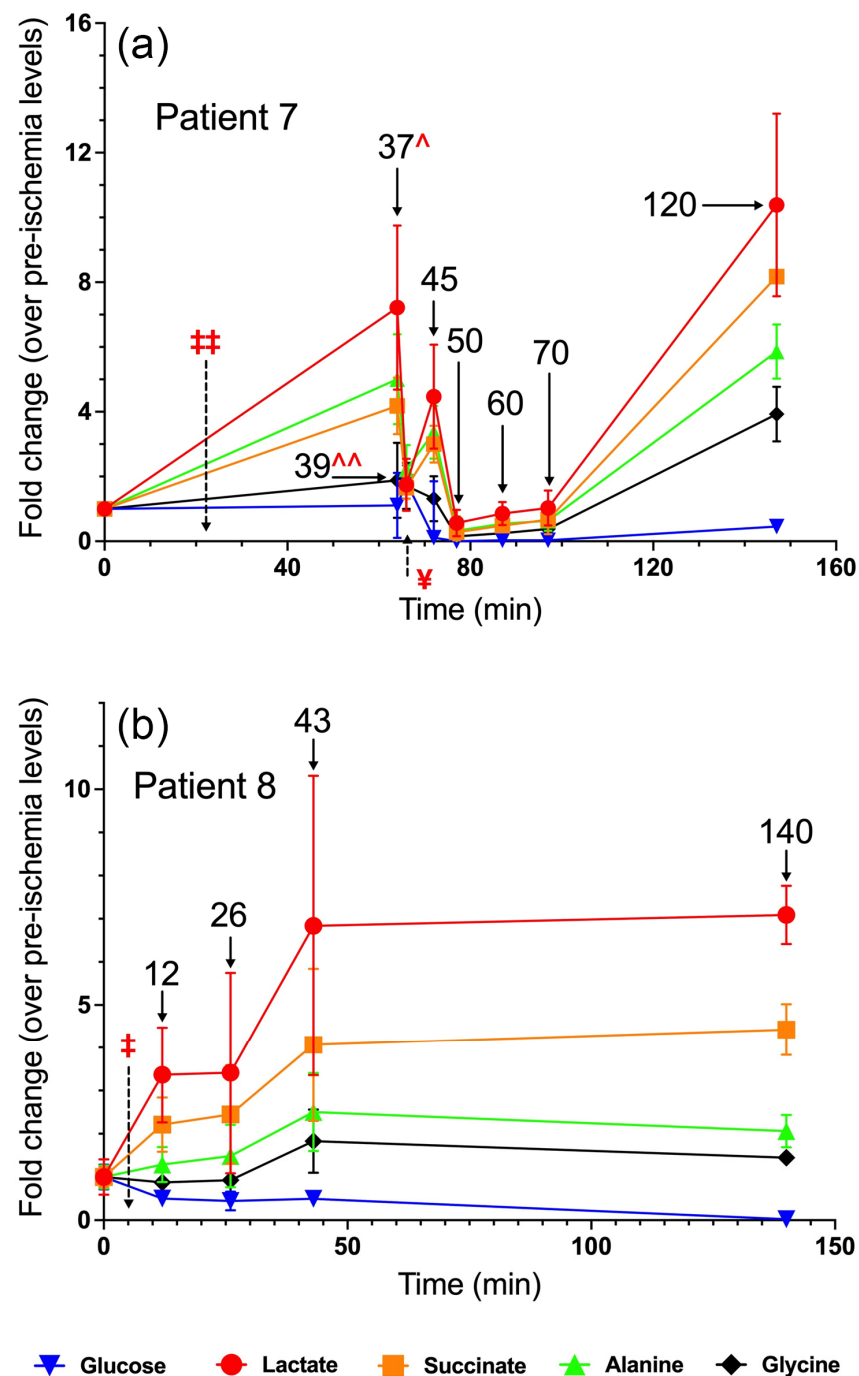 (a)
Patient 7
Fold change (over pre-ischemia levels)
16
12
8
4
0
37^
‡‡
39^^
45
50
60
70
120
¥
0 40 80 120 160
Time (min)
(b)
Patient 8
Fold change (over pre-ischemia levels)
10
5
0
‡
12
26
43
140
0 50 100 150
Time (min)
Glucose Lactate Succinate Alanine Glycine